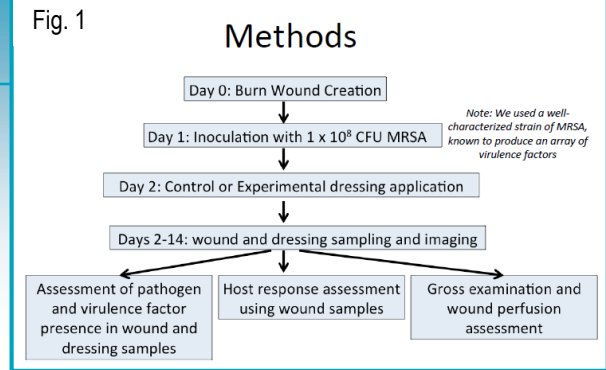 Fig. 1
Methods
Day 0: Burn Wound Creation
Day 1: Inoculation with 1 x 10⁸ CFU MRSA
Note: We used a well-
characterized strain of MRSA,
known to produce an array of
virulence factors
Day 2: Control or Experimental dressing application
Days 2-14: wound and dressing sampling and imaging
Assessment of pathogen
and virulence factor
presence in wound and
dressing samples
Host response assessment
using wound samples
Gross examination and
wound perfusion
assessment